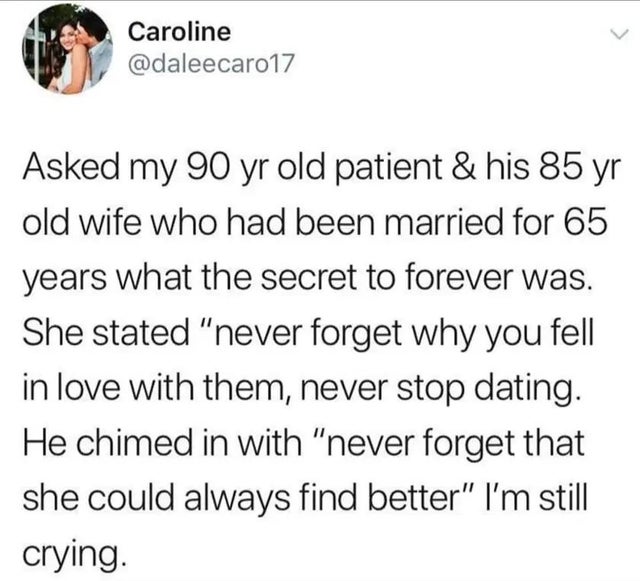 Caroline
@daleecaro17
Asked my 90 yr old patient & his 85 yr
old wife who had been married for 65
years what the secret to forever was.
She stated "never forget why you fell
in love with them, never stop dating.
He chimed in with "never forget that
she could always find better" I'm still
crying.